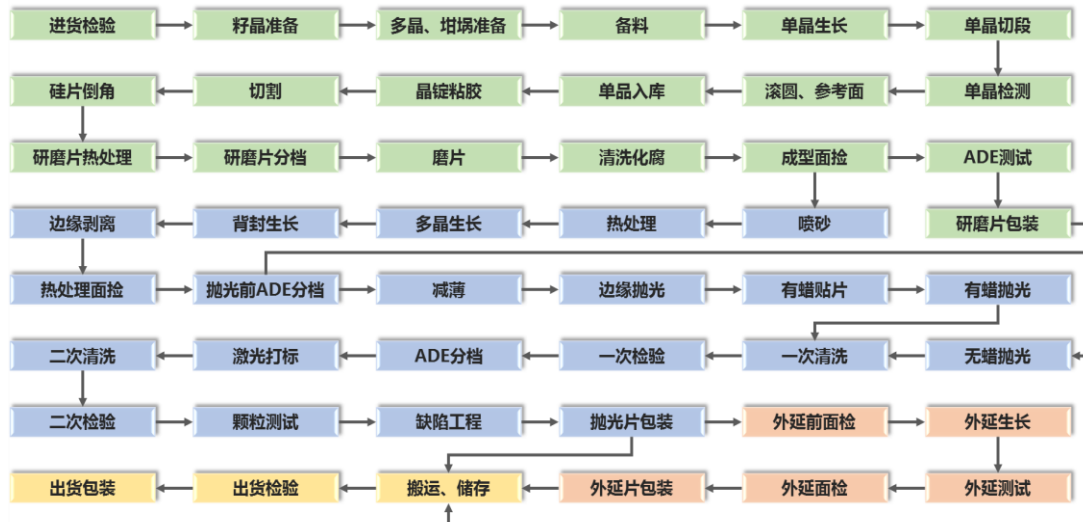 进货检验
籽晶准备
多晶、坩埚准备
备料
单晶生长
单晶切段
硅片倒角
切割
晶锭粘胶
单品入库
滚圆、参考面
单晶检测
研磨片热处理
研磨片分档
磨片
清洗化腐
成型面捡
ADE测试
边缘剥离
背封生长
多晶生长
热处理
喷砂
研磨片包装
热处理面捡
抛光前ADE分档
减薄
边缘抛光
有蜡贴片
有蜡抛光
二次清洗
激光打标
ADE分档
一次检验
一次清洗
无蜡抛光
二次检验
颗粒测试
缺陷工程
抛光片包装
外延前面检
外延生长
出货包装
出货检验
搬运、储存
外延片包装
外延面检
外延测试